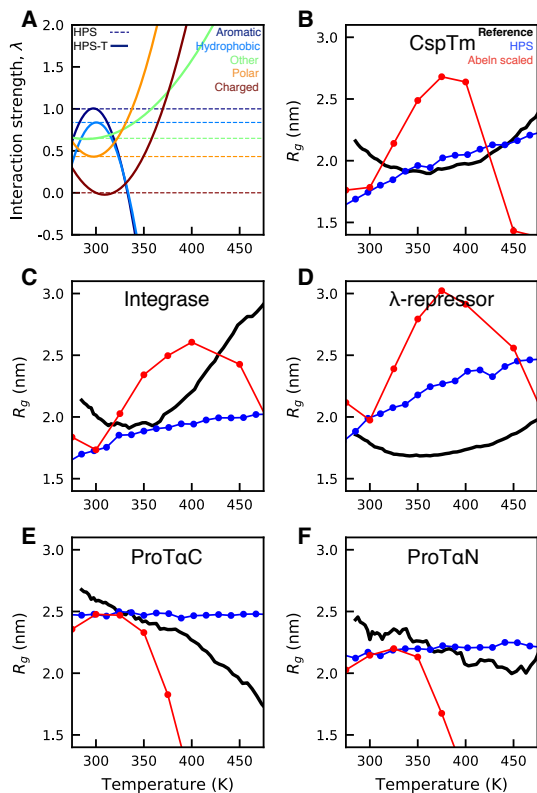 A
HPS
HPS-T
Aromatic
Hydrophobic
Other
Polar
Charged
Interaction strength, λ
2.0
1.5
1.0
0.5
0.0
-0.5
300 350 400 450
B
CspTm
Reference
HPS
Abeln scaled
Rg (nm)
3.0
2.5
2.0
1.5
300 350 400 450
C
Integrase
Rg (nm)
3.0
2.5
2.0
1.5
300 350 400 450
D
λ-repressor
Rg (nm)
3.0
2.5
2.0
1.5
300 350 400 450
E
ProTαC
Rg (nm)
3.0
2.5
2.0
1.5
300 350 400 450
Temperature (K)
F
ProTαN
Rg (nm)
3.0
2.5
2.0
1.5
300 350 400 450
Temperature (K)